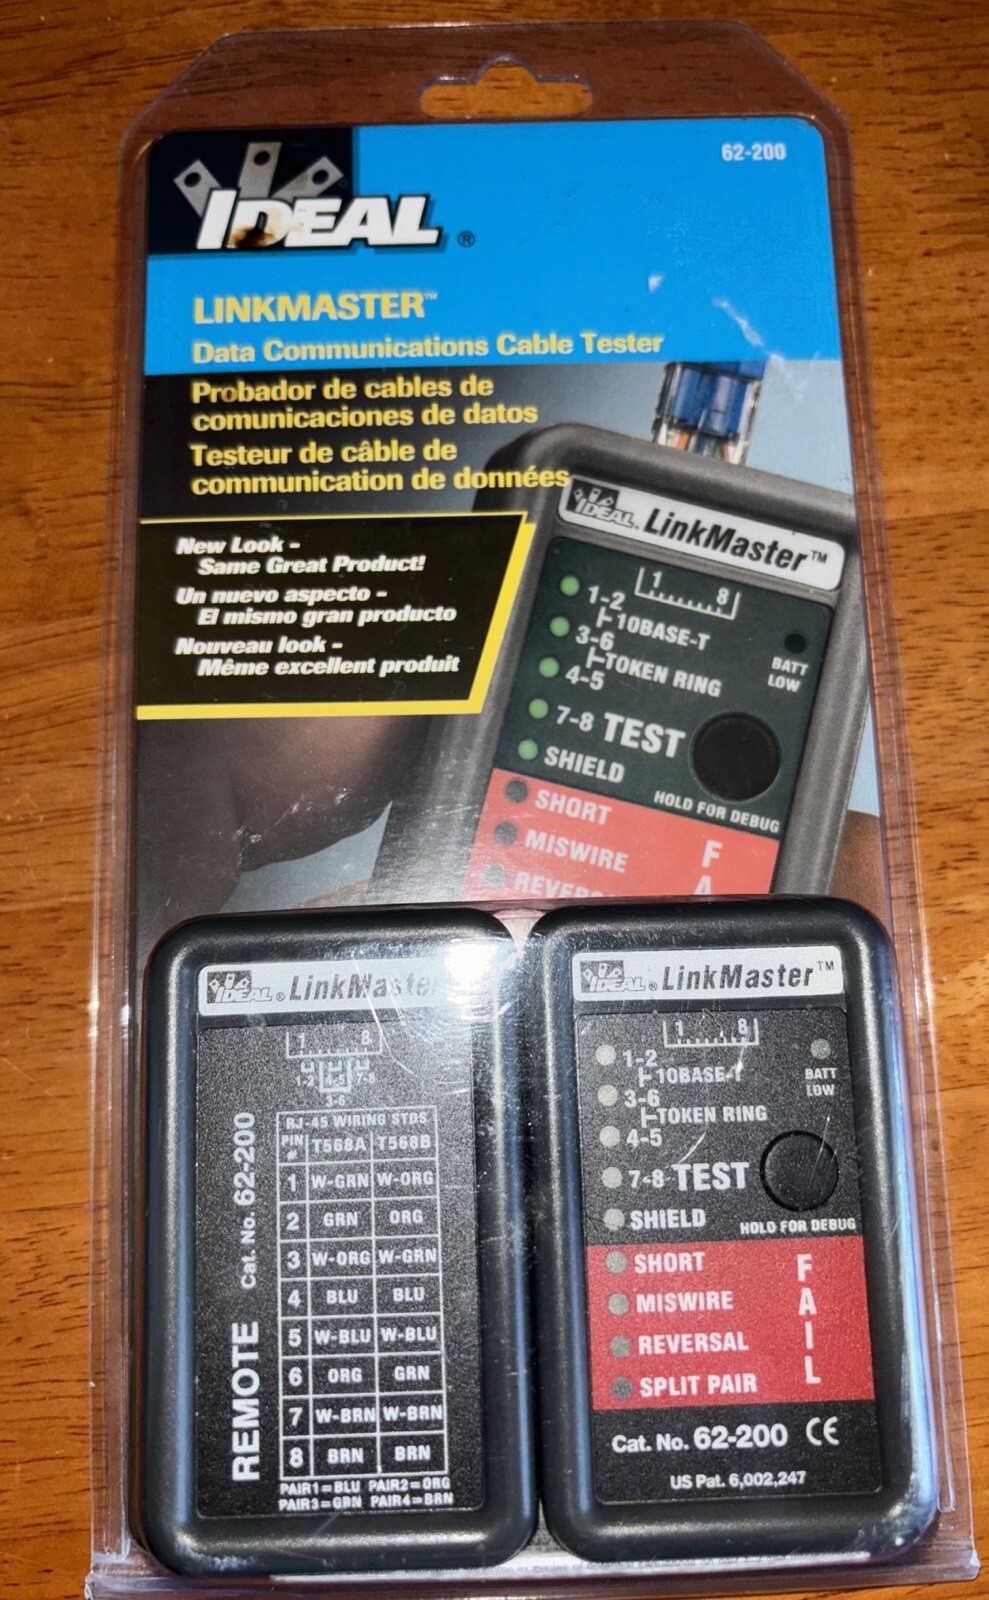 62-200
IDEAL®
LINKMASTER™
Data Communications Cable Tester
Probador de cables de
comunicaciones de datos
Testeur de câble de
communication de données
New Look -
Same Great Product!
Un nuevo aspecto -
El mismo gran producto
Nouveau look -
Même excellent produit
IDEAL® LinkMaster™
1 8
1-2
10BASE-T
3-6
TOKEN RING
4-5
BATT
LOW
7-8 TEST
SHIELD
HOLD FOR DEBUG
SHORT
MISWIRE
F
A
IDEAL® LinkMaster
1 8
1-2 4-5 7-8
3-6
RJ-45 WIRING STDS
PIN # T568A T568B
1 W-GRN W-ORG
2 GRN ORG
3 W-ORG W-GRN
4 BLU BLU
5 W-BLU W-BLU
6 ORG GRN
7 W-BRN W-BRN
8 BRN BRN
PAIR1=BLU PAIR2=ORG
PAIR3=GRN PAIR4=BRN
REMOTE Cat. No. 62-200
IDEAL® LinkMaster™
1 8
1-2
10BASE-T
3-6
TOKEN RING
4-5
BATT
LOW
7-8 TEST
SHIELD
HOLD FOR DEBUG
SHORT
MISWIRE
REVERSAL
SPLIT PAIR
FAIL
Cat. No. 62-200 CE
US Pat. 6,002,247